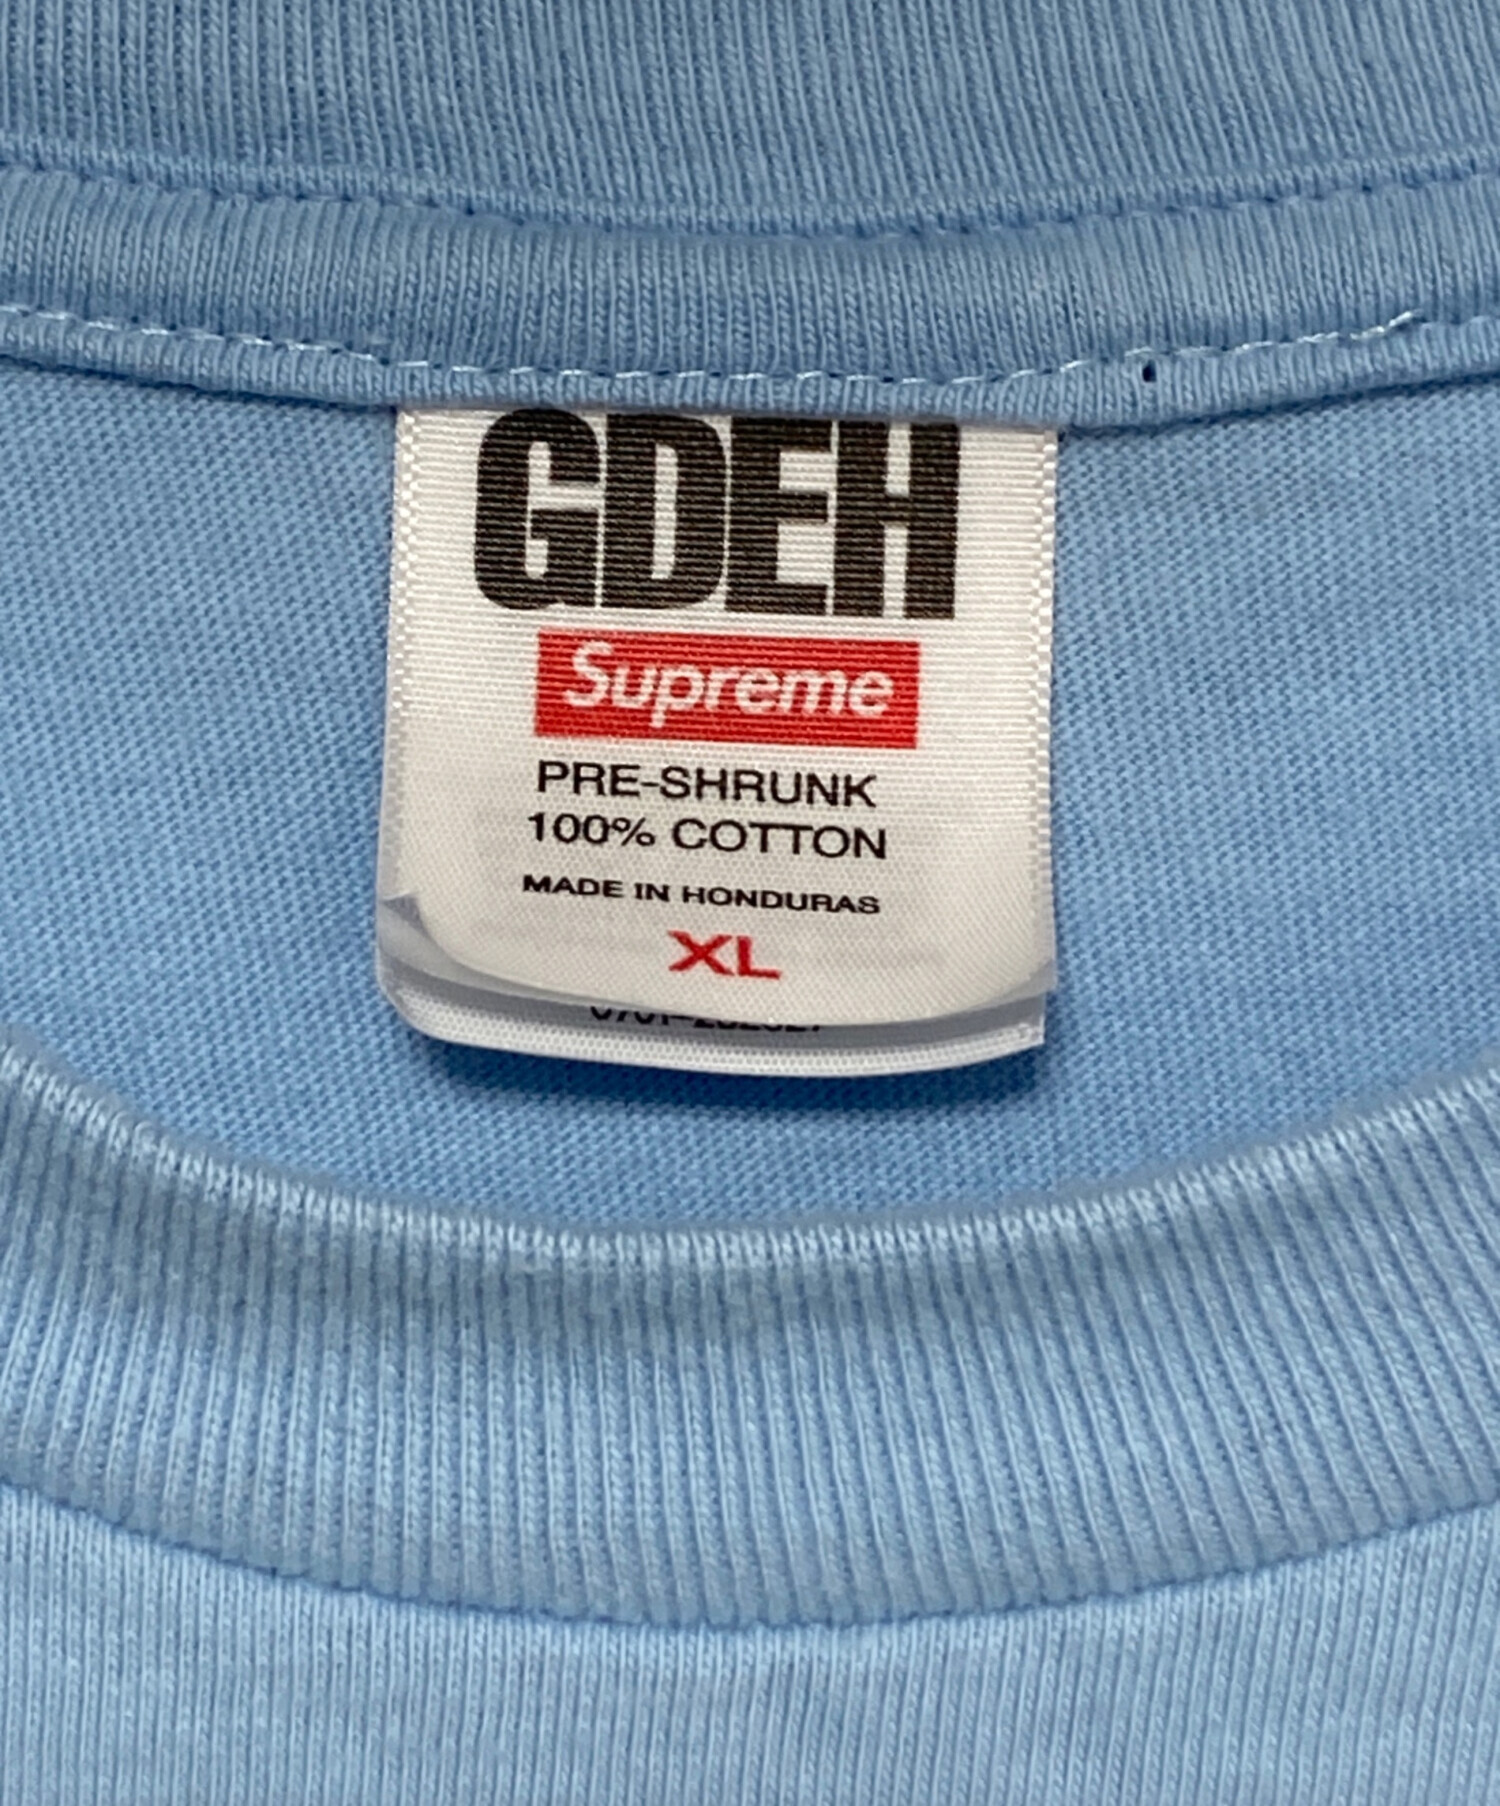 GDEH
Supreme
PRE-SHRUNK
100% COTTON
MADE IN HONDURAS
XL